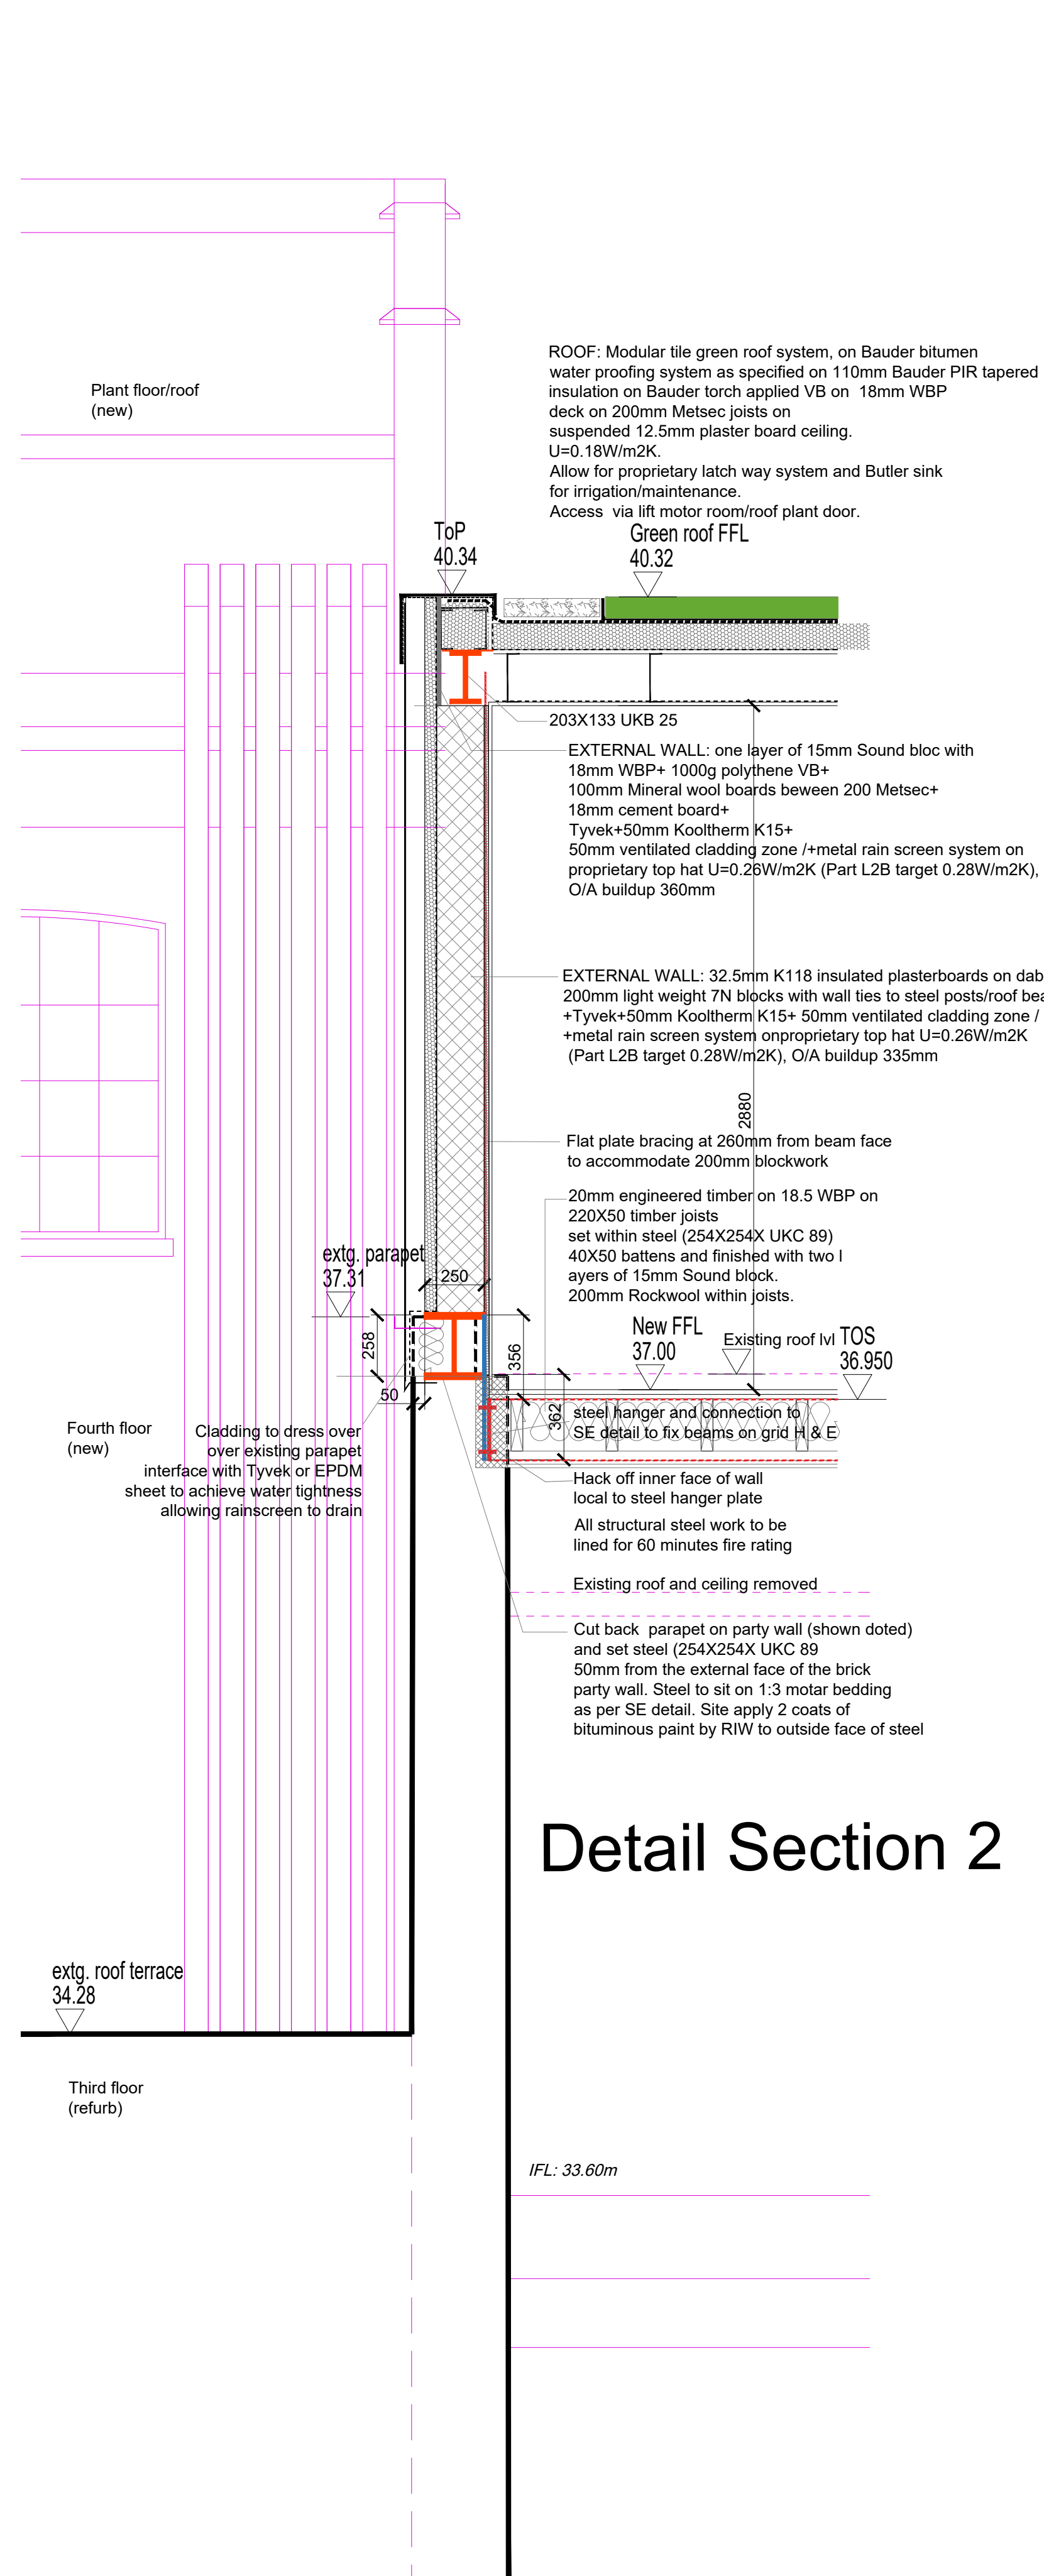 ROOF: Modular tile green roof system, on Bauder bitumen
water proofing system as specified on 110mm Bauder PIR tapered
insulation on Bauder torch applied VB on 18mm WBP
deck on 200mm Metsec joists on
suspended 12.5mm plaster board ceiling.
U=0.18W/m2K.
Allow for proprietary latch way system and Butler sink
for irrigation/maintenance.
Access via lift motor room/roof plant door.
Plant floor/roof
(new)
ToP
40.34
Green roof FFL
40.32
203X133 UKB 25
EXTERNAL WALL: one layer of 15mm Sound bloc with
18mm WBP+ 1000g polythene VB+
100mm Mineral wool boards beween 200 Metsec+
18mm cement board+
Tyvek+50mm Kooltherm K15+
50mm ventilated cladding zone /+metal rain screen system on
proprietary top hat U=0.26W/m2K (Part L2B target 0.28W/m2K),
O/A buildup 360mm
EXTERNAL WALL: 32.5mm K118 insulated plasterboards on dab
200mm light weight 7N blocks with wall ties to steel posts/roof bea
+Tyvek+50mm Kooltherm K15+ 50mm ventilated cladding zone /
+metal rain screen system onproprietary top hat U=0.26W/m2K
(Part L2B target 0.28W/m2K), O/A buildup 335mm
2880
Flat plate bracing at 260mm from beam face
to accommodate 200mm blockwork
20mm engineered timber on 18.5 WBP on
220X50 timber joists
set within steel (254X254X UKC 89)
40X50 battens and finished with two l
ayers of 15mm Sound block.
200mm Rockwool within joists.
extg. parapet
37.31
250
258
356
50
362
New FFL
37.00
Existing roof lvl
TOS
36.950
steel hanger and connection to
SE detail to fix beams on grid H & E
Fourth floor
(new)
Cladding to dress over
over existing parapet
interface with Tyvek or EPDM
sheet to achieve water tightness
allowing rainscreen to drain
Hack off inner face of wall
local to steel hanger plate
All structural steel work to be
lined for 60 minutes fire rating
Existing roof and ceiling removed
Cut back parapet on party wall (shown doted)
and set steel (254X254X UKC 89
50mm from the external face of the brick
party wall. Steel to sit on 1:3 motar bedding
as per SE detail. Site apply 2 coats of
bituminous paint by RIW to outside face of steel
Detail Section 2
extg. roof terrace
34.28
Third floor
(refurb)
IFL: 33.60m